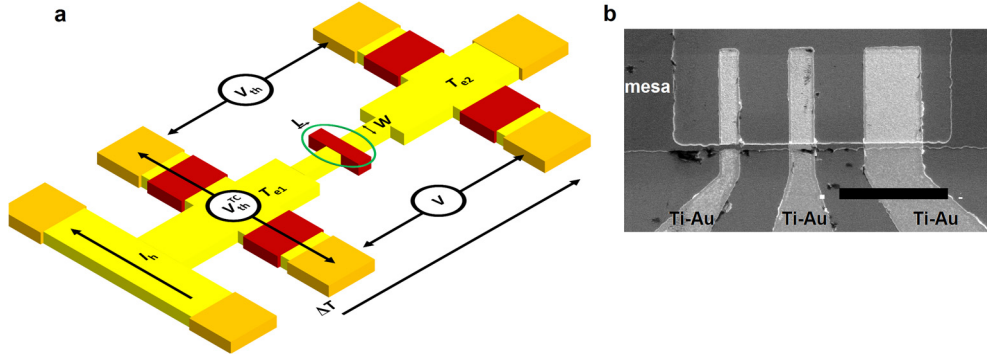 a
b
V_th
T_e2
L
W
mesa
T_e1
V_th^TC
V
I_h
ΔT
Ti-Au Ti-Au Ti-Au